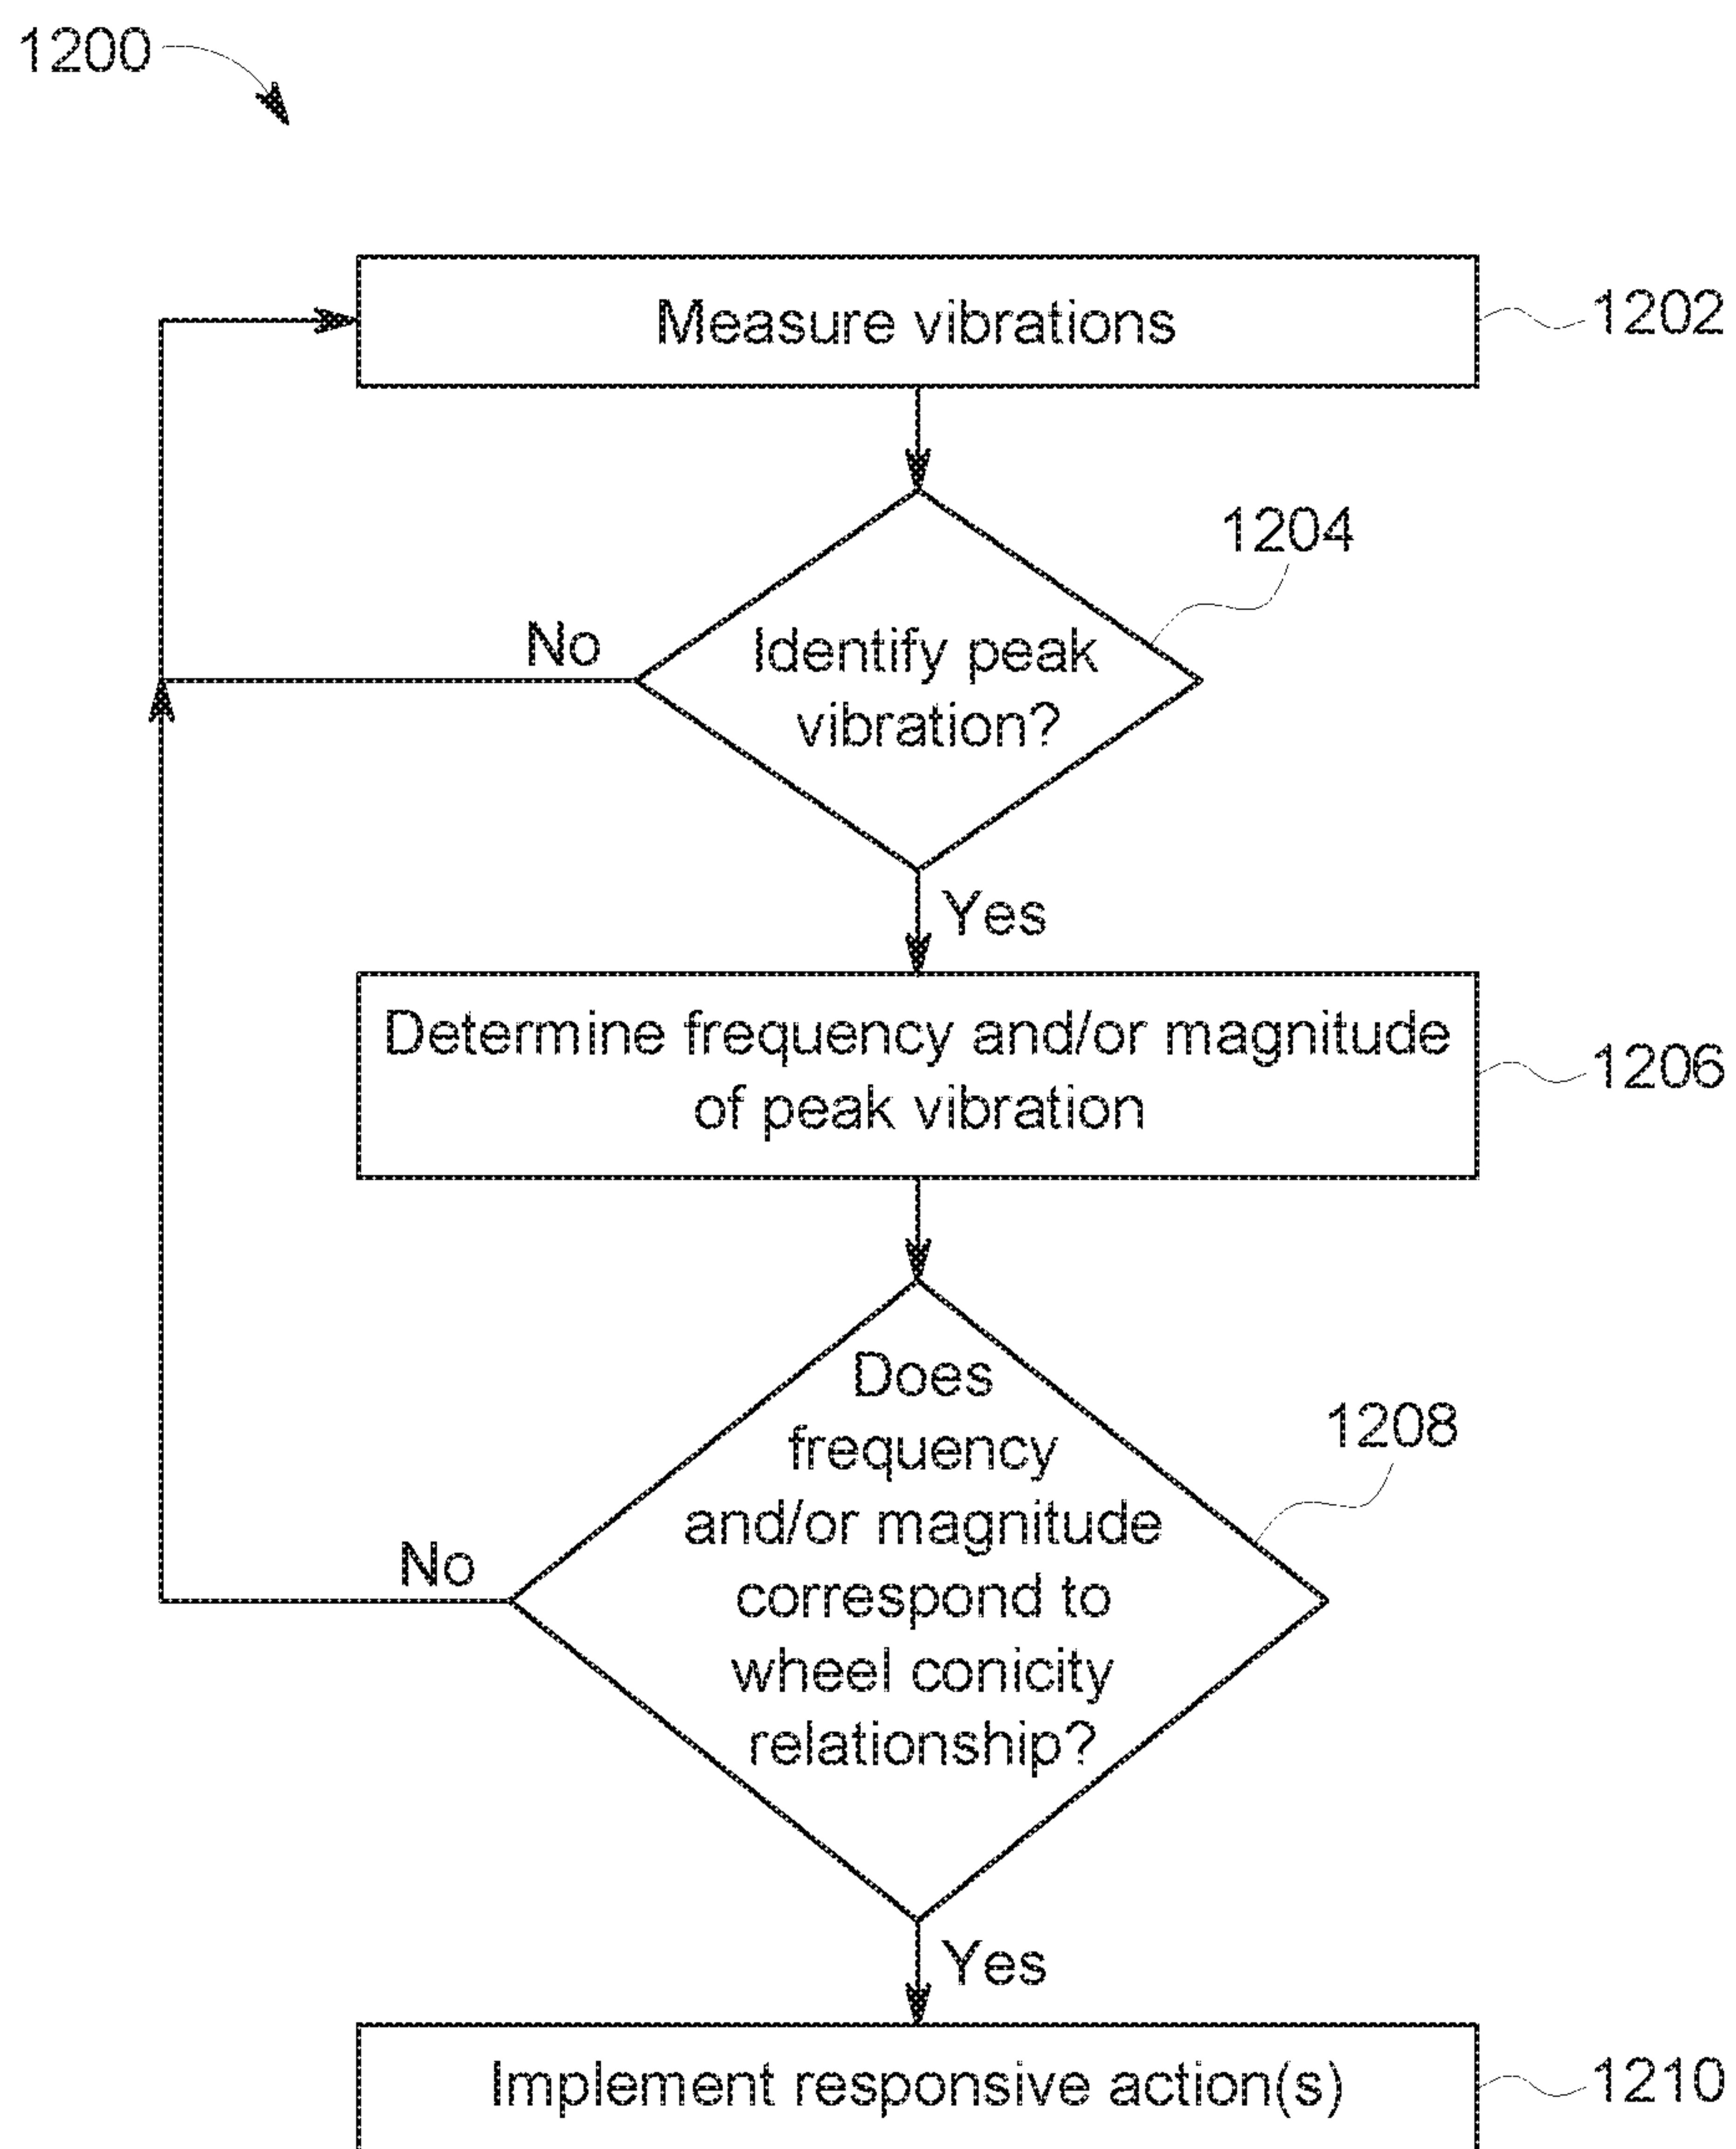 1200
Measure vibrations
1202
1204
Identify peak
vibration?
No
Yes
Determine frequency and/or magnitude
of peak vibration
1206
Does
frequency
and/or magnitude
correspond to
wheel conicity
relationship?
1208
No
Yes
Implement responsive action(s)
1210